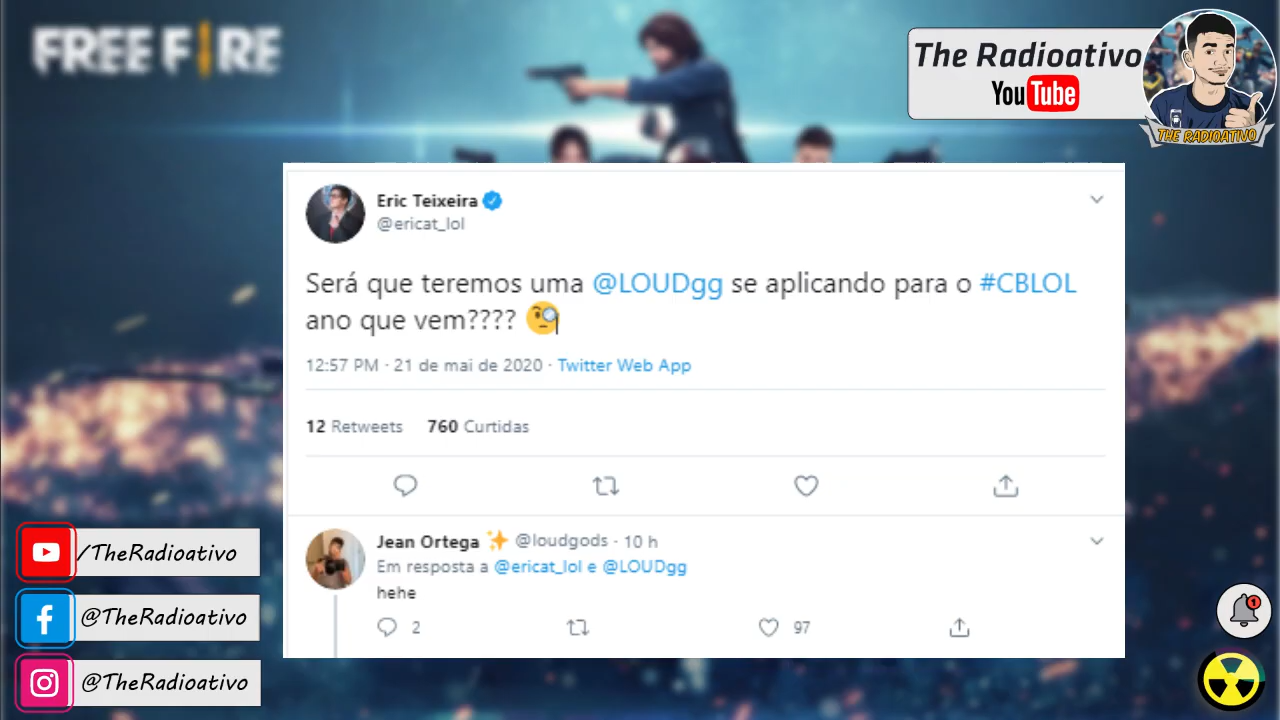 FREE FIRE
The Radioativo
YouTube
THE RADIOATIVO
Eric Teixeira
@ericat_lol
Será que teremos uma @LOUDgg se aplicando para o #CBLOL
ano que vem????
12:57 PM · 21 de mai de 2020 · Twitter Web App
12 Retweets 760 Curtidas
Jean Ortega @loudgods · 10 h
Em resposta a @ericat_lol e @LOUDgg
hehe
2 97
/TheRadioativo
@TheRadioativo
@TheRadioativo
1